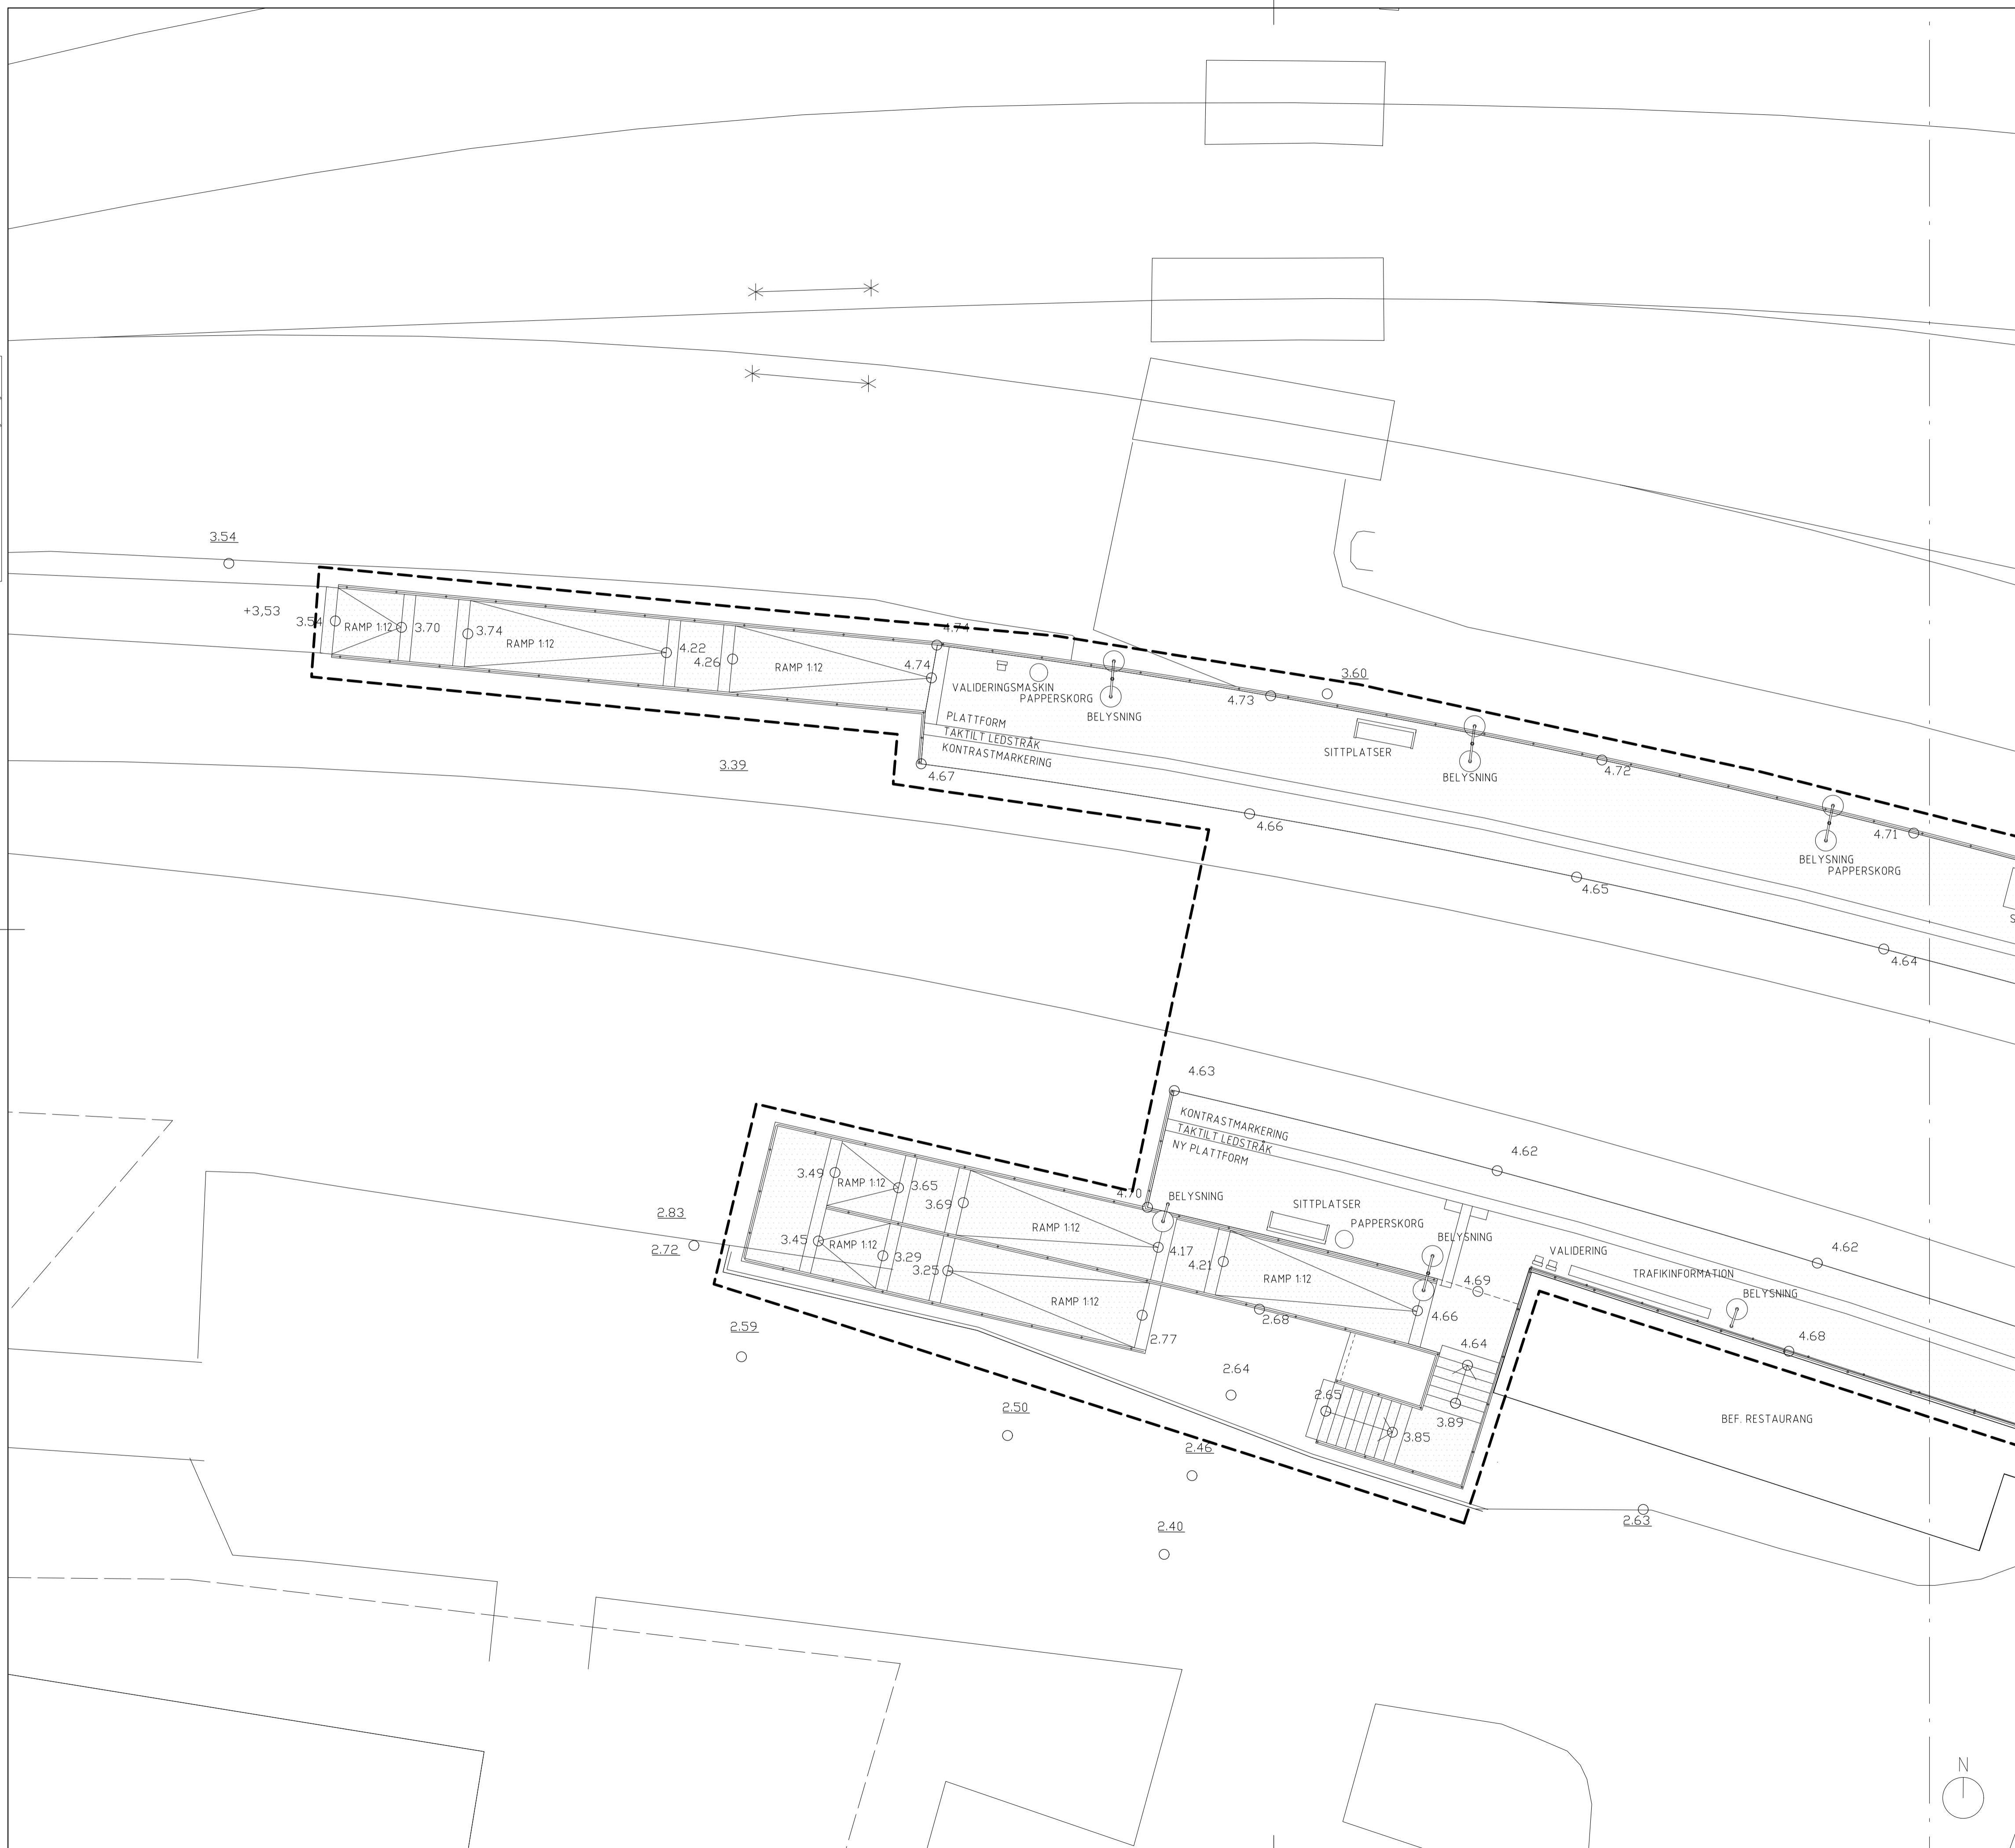 3.54
+3,53
3.54
RAMP 1:12
3.70
3.74
RAMP 1:12
4.22
4.26
RAMP 1:12
4.74
4.74
VALIDERINGSMASKIN
PAPPERSKORG
BELYSNING
PLATTFORM
TAKTILT LEDSTRÅK
KONTRASTMARKERING
4.67
3.39
3.60
4.73
SITTPLATSER
BELYSNING
4.72
4.66
4.65
4.71
BELYSNING
PAPPERSKORG
4.64
S
4.63
KONTRASTMARKERING
TAKTILT LEDSTRÅK
NY PLATTFORM
4.62
4.62
4.70
BELYSNING
SITTPLATSER
PAPPERSKORG
BELYSNING
VALIDERING
TRAFIKINFORMATION
BELYSNING
3.49
RAMP 1:12
3.65
3.69
RAMP 1:12
4.17
4.21
RAMP 1:12
4.69
4.66
4.64
4.68
2.83
2.72
3.45
RAMP 1:12
3.29
3.25
RAMP 1:12
2.77
2.68
2.59
2.64
2.65
3.89
3.85
BEF. RESTAURANG
2.50
2.46
2.40
2.63
N